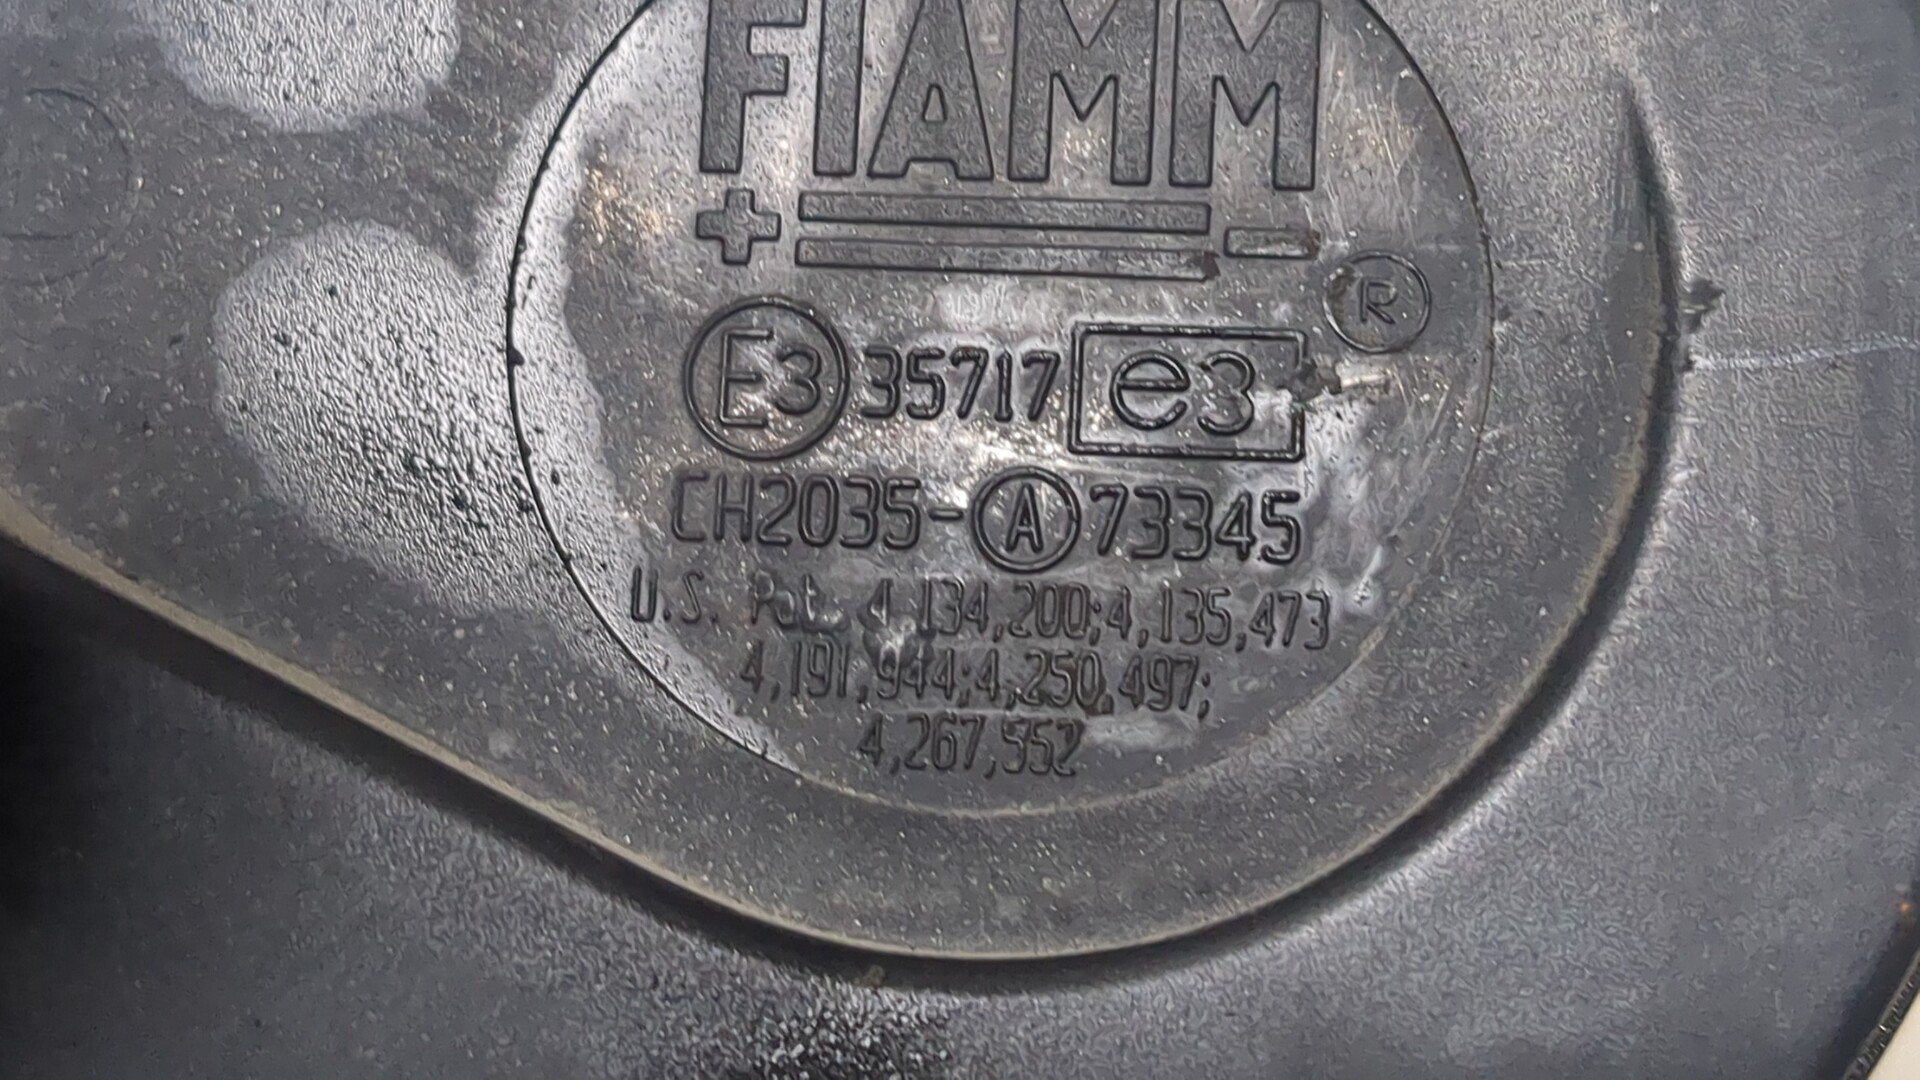 FIAMM
+ -
®
E3 35717 e3
CH2035-Ⓐ73345
U.S. Pat. 4,134,200;4,135,473
4,191,944;4,250,497;
4,267,552